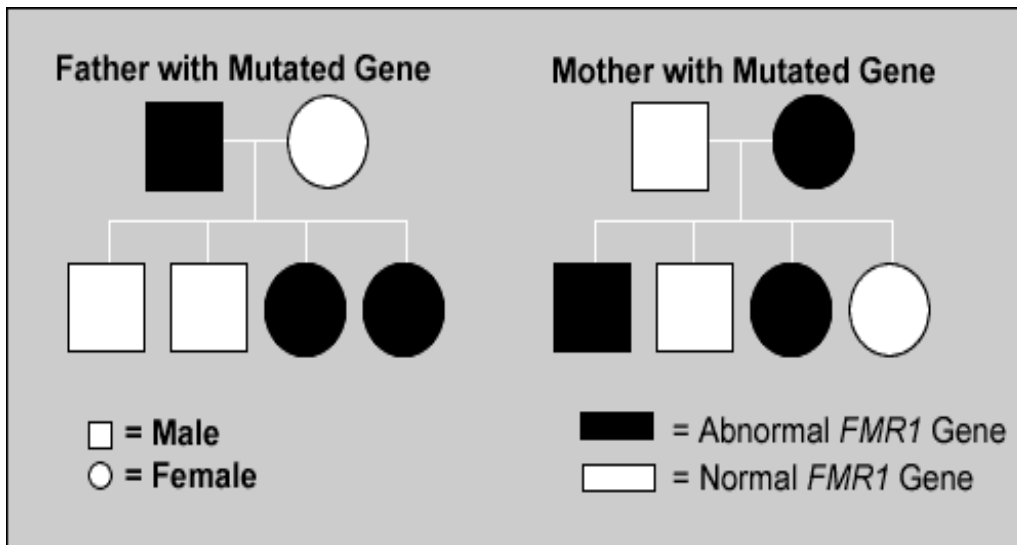 Father with Mutated Gene
Mother with Mutated Gene
= Male
= Female
= Abnormal FMR1 Gene
= Normal FMR1 Gene